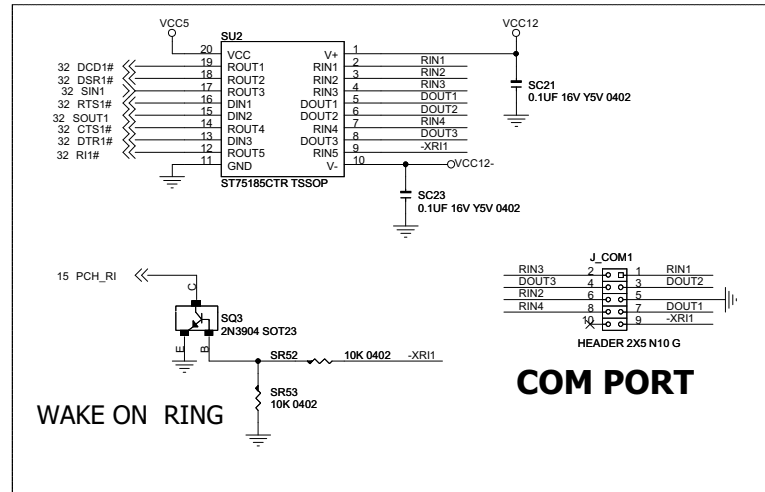 VCC5
VCC12
SU2
20 VCC V+ 1
32 DCD1# 19 ROUT1 RIN1 2 RIN1
32 DSR1# 18 ROUT2 RIN2 3 RIN2
32 SIN1 17 ROUT3 RIN3 4 RIN3
32 RTS1# 16 DIN1 DOUT1 5 DOUT1
32 SOUT1 15 DIN2 DOUT2 6 DOUT2
32 CTS1# 14 ROUT4 RIN4 7 RIN4
32 DTR1# 13 DIN3 DOUT3 8 DOUT3
32 RI1# 12 ROUT5 RIN5 9 -XRI1
11 GND V- 10 VCC12-
ST75185CTR TSSOP
SC21
0.1UF 16V Y5V 0402
SC23
0.1UF 16V Y5V 0402
15 PCH_RI
C
SQ3
2N3904 SOT23
E
B
SR52 10K 0402 -XRI1
SR53
10K 0402
WAKE ON RING
J_COM1
RIN3 2 1 RIN1
DOUT3 4 3 DOUT2
RIN2 6 5
RIN4 8 7 DOUT1
10 9 -XRI1
HEADER 2X5 N10 G
COM PORT